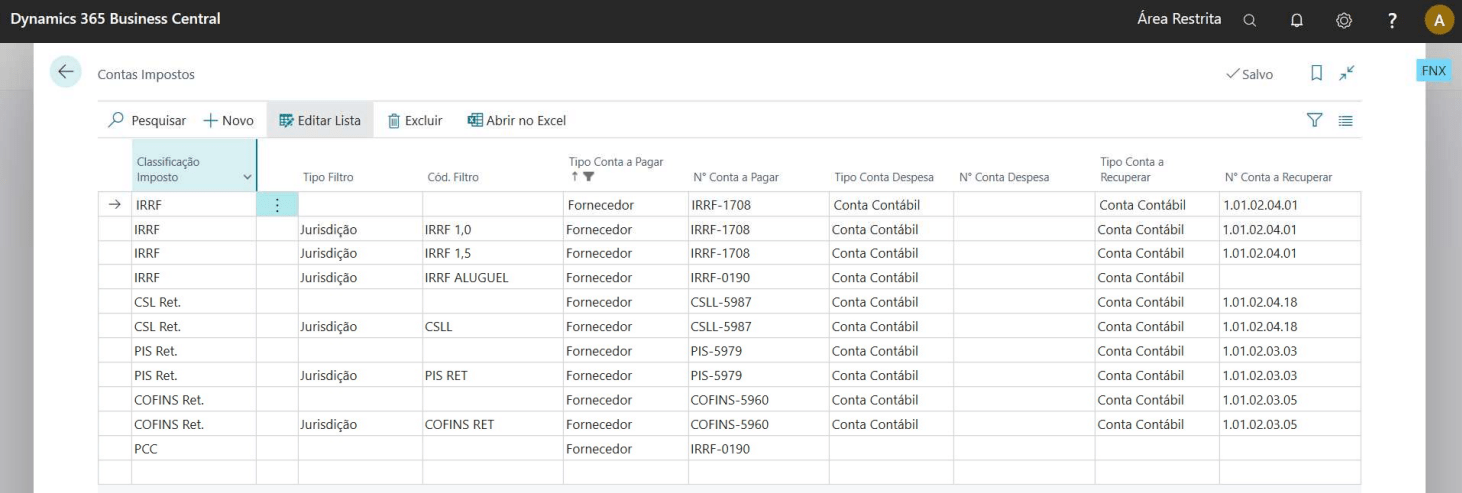 Dynamics 365 Business Central Área Restrita ? A
Contas Impostos Salvo FNX
Pesquisar Novo Editar Lista Excluir Abrir no Excel
Classificação Imposto Tipo Filtro Cód. Filtro Tipo Conta a Pagar N° Conta a Pagar Tipo Conta Despesa N° Conta Despesa Tipo Conta a Recuperar N° Conta a Recuperar
IRRF Fornecedor IRRF-1708 Conta Contábil Conta Contábil 1.01.02.04.01
IRRF Jurisdição IRRF 1,0 Fornecedor IRRF-1708 Conta Contábil Conta Contábil 1.01.02.04.01
IRRF Jurisdição IRRF 1,5 Fornecedor IRRF-1708 Conta Contábil Conta Contábil 1.01.02.04.01
IRRF Jurisdição IRRF ALUGUEL Fornecedor IRRF-0190 Conta Contábil Conta Contábil
CSL Ret. Fornecedor CSLL-5987 Conta Contábil Conta Contábil 1.01.02.04.18
CSL Ret. Jurisdição CSLL Fornecedor CSLL-5987 Conta Contábil Conta Contábil 1.01.02.04.18
PIS Ret. Fornecedor PIS-5979 Conta Contábil Conta Contábil 1.01.02.03.03
PIS Ret. Jurisdição PIS RET Fornecedor PIS-5979 Conta Contábil Conta Contábil 1.01.02.03.03
COFINS Ret. Fornecedor COFINS-5960 Conta Contábil Conta Contábil 1.01.02.03.05
COFINS Ret. Jurisdição COFINS RET Fornecedor COFINS-5960 Conta Contábil Conta Contábil 1.01.02.03.05
PCC Fornecedor IRRF-0190